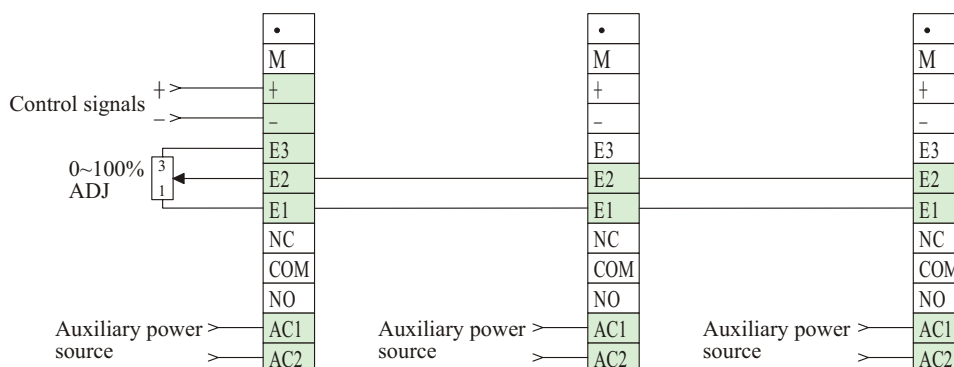 • • •
M M M
+ + + +
Control signals
− − − −
E3 E3 E3
0~100% 3
E2 E2 E2
ADJ 1
E1 E1 E1
NC NC NC
COM COM COM
NO NO NO
Auxiliary power AC1 Auxiliary power AC1 Auxiliary power AC1
source AC2 source AC2 source AC2